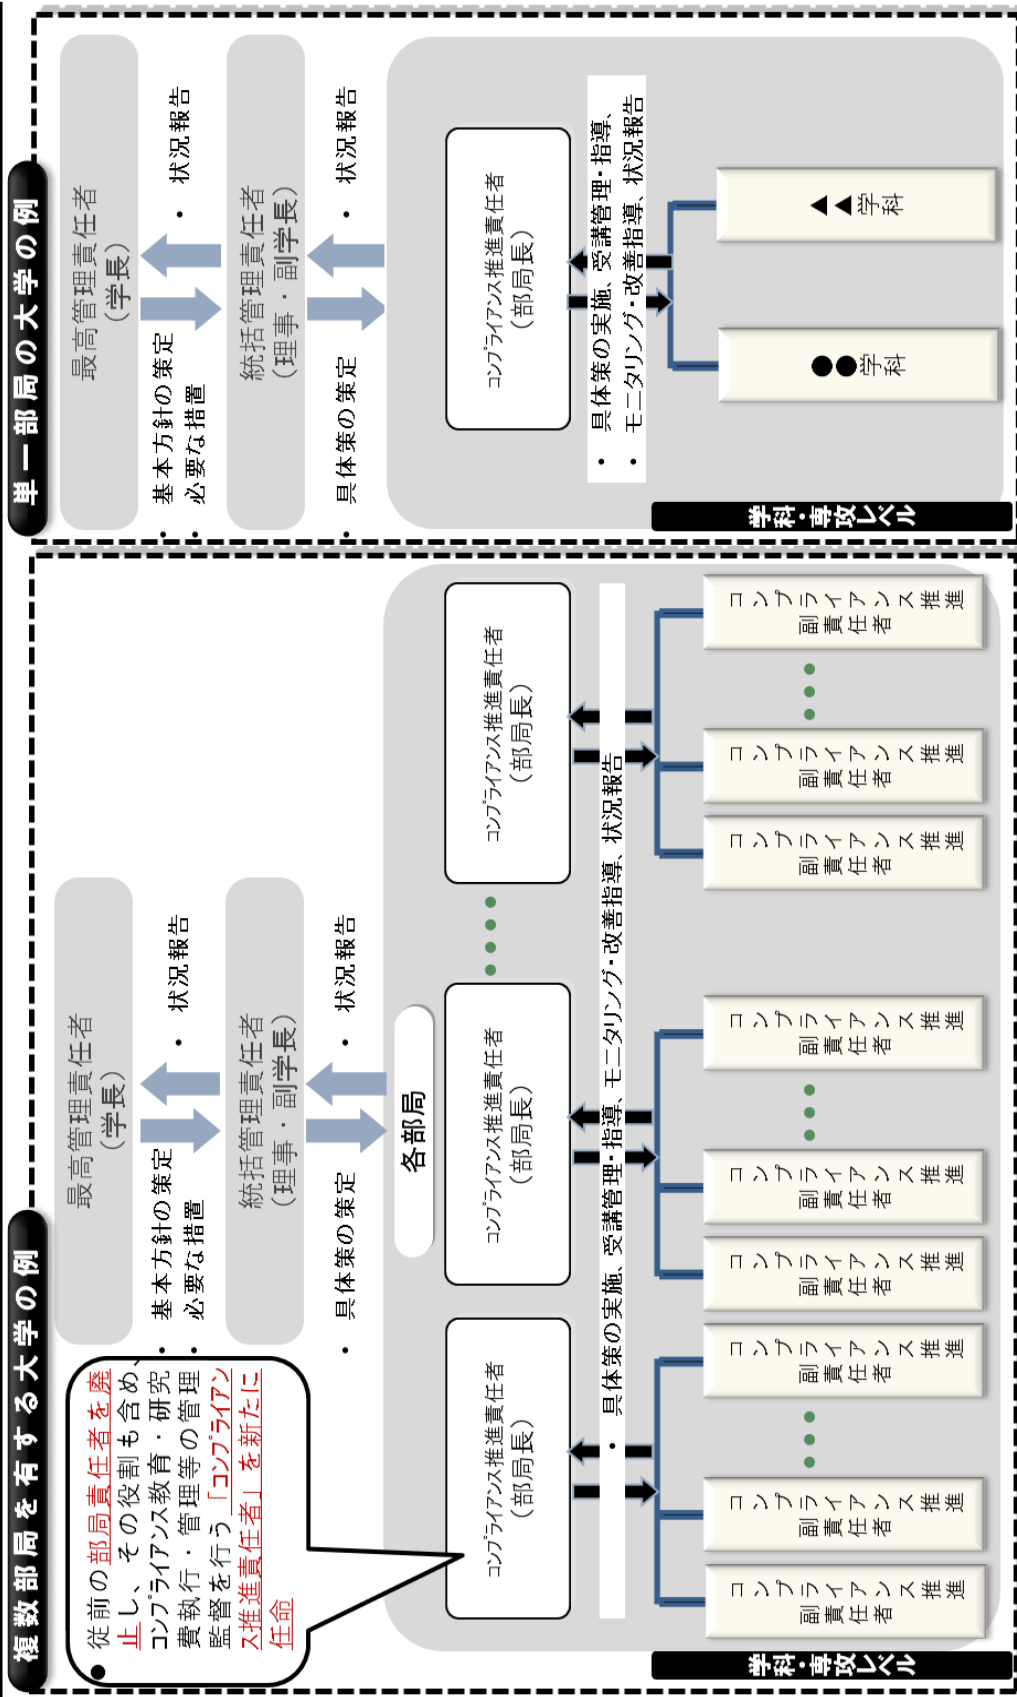 複数部局を有する大学の例
最高管理責任者
(学長)
・ 基本方針の策定
・ 必要な措置
・ 状況報告
統括管理責任者
(理事・副学長)
・ 具体策の策定
・ 状況報告
● 従前の部局責任者を廃
止し、その役割も含め、
コンプライアンス教育・研究
費執行・管理等の管理
監督を行う「コンプライアン
ス推進責任者」を新たに
任命
各部局
コンプライアンス推進責任者
(部局長)
コンプライアンス推進責任者
(部局長)
コンプライアンス推進責任者
(部局長)
・ 具体策の実施、受講管理・指導、モニタリング・改善指導、状況報告
学科・専攻レベル
コンプライアンス推進
副責任者
コンプライアンス推進
副責任者
コンプライアンス推進
副責任者
コンプライアンス推進
副責任者
コンプライアンス推進
副責任者
コンプライアンス推進
副責任者
コンプライアンス推進
副責任者
コンプライアンス推進
副責任者
コンプライアンス推進
副責任者
単一部局の大学の例
最高管理責任者
(学長)
・ 基本方針の策定
・ 必要な措置
・ 状況報告
統括管理責任者
(理事・副学長)
・ 具体策の策定
・ 状況報告
コンプライアンス推進責任者
(部局長)
・ 具体策の実施、受講管理・指導、
・ モニタリング・改善指導、状況報告
学科・専攻レベル
●●学科
▲▲学科